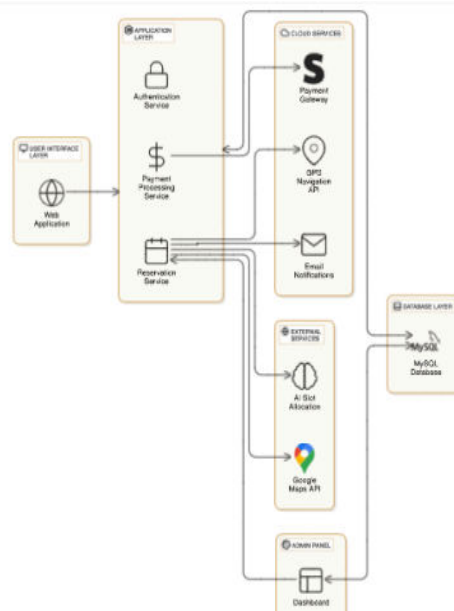 APPLICATION
LAYER
Authentication
Service
Payment
Processing
Service
Reservation
Service
USER INTERFACE
LAYER
Web
Application
CLOUD SERVICES
S
Payment
Gateway
GPS
Navigation
API
Email
Notifications
EXTERNAL
SERVICES
AI Slot
Allocation
Google
Maps API
DATABASE LAYER
MySQL
MySQL
Database
ADMIN PANEL
Dashboard